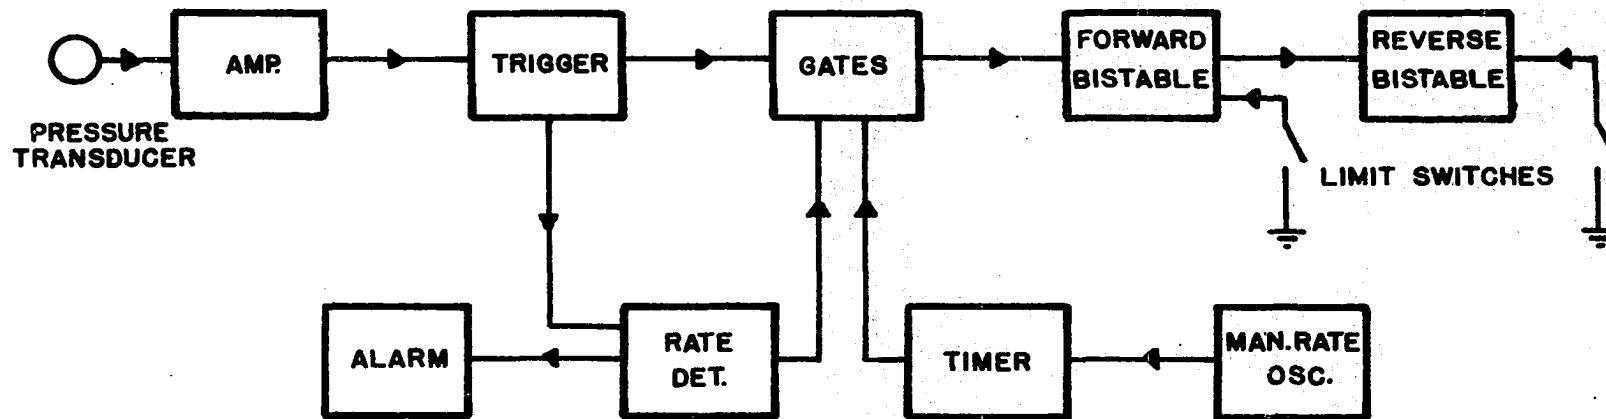 AMP.
TRIGGER
GATES
FORWARD
BISTABLE
REVERSE
BISTABLE
PRESSURE
TRANSDUCER
LIMIT SWITCHES
ALARM
RATE
DET.
TIMER
MAN.RATE
OSC.